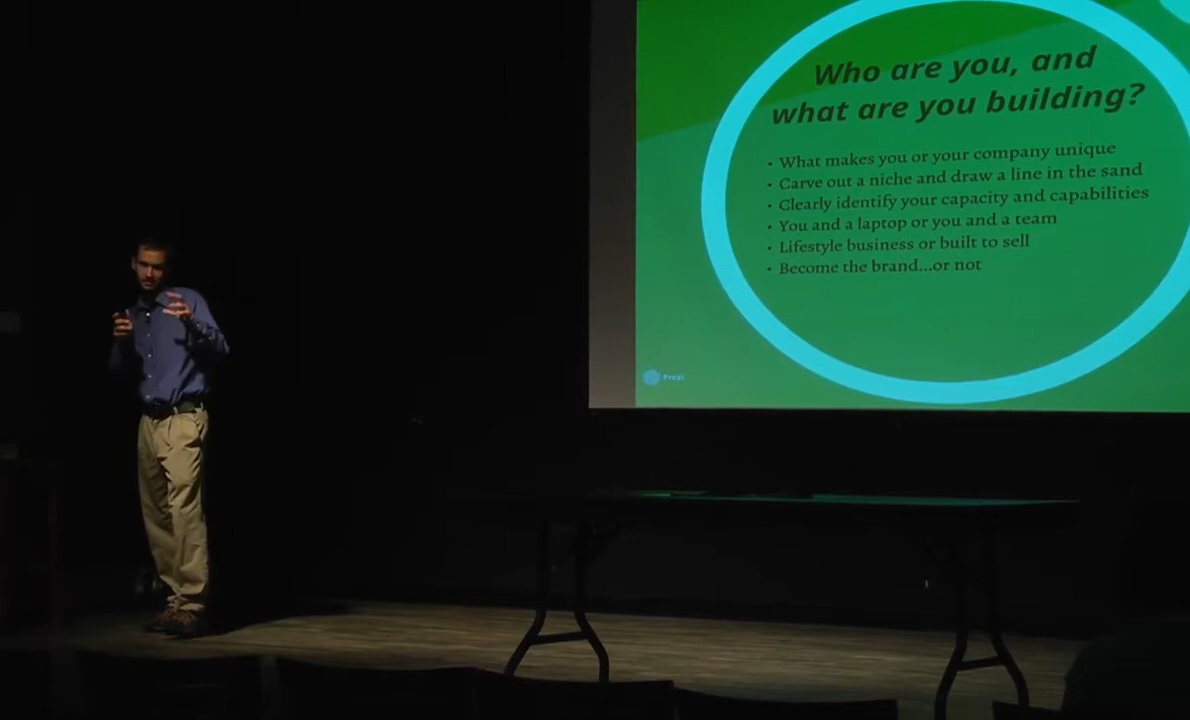 Who are you, and
what are you building?
• What makes you or your company unique
• Carve out a niche and draw a line in the sand
• Clearly identify your capacity and capabilities
• You and a laptop or you and a team
• Lifestyle business or built to sell
• Become the brand...or not
Prezi